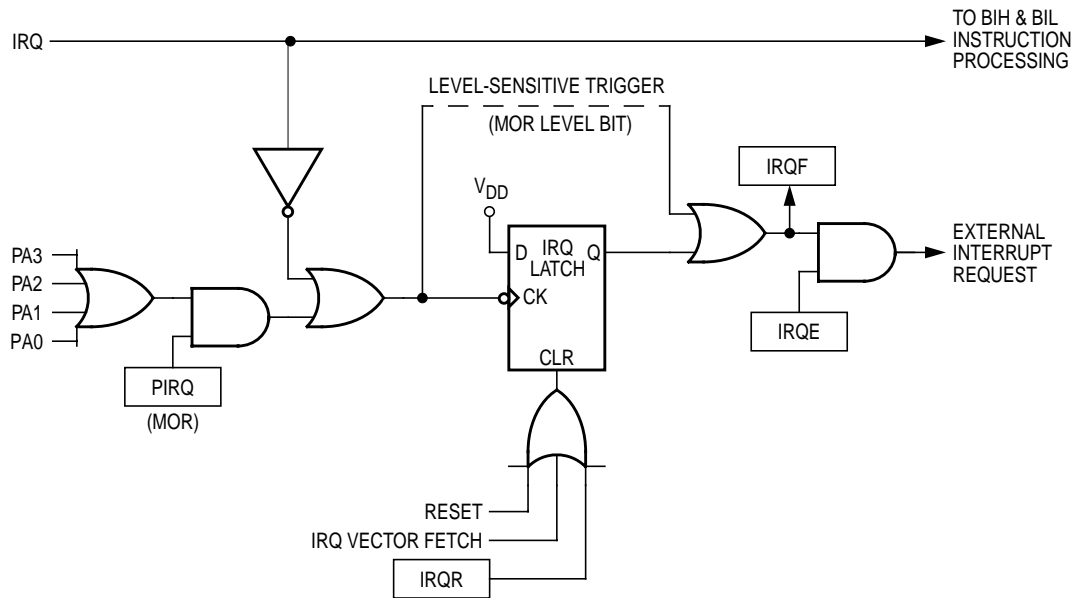 IRQ
TO BIH & BIL
INSTRUCTION
PROCESSING
LEVEL-SENSITIVE TRIGGER
(MOR LEVEL BIT)
IRQF
VDD
PA3
PA2
PA1
PA0
D
IRQ
LATCH
Q
CK
CLR
EXTERNAL
INTERRUPT
REQUEST
IRQE
PIRQ
(MOR)
RESET
IRQ VECTOR FETCH
IRQR